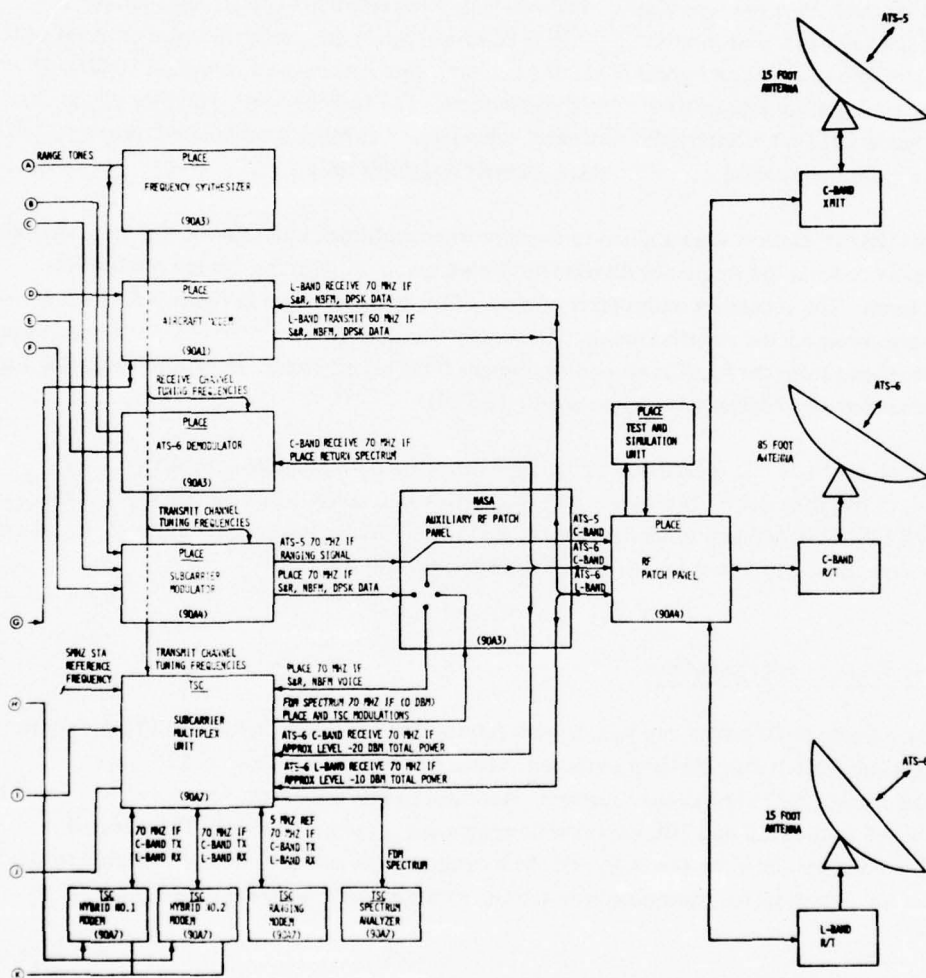 ATS-5
15 FOOT
ANTENNA
C-BAND
XMIT
A
RANGE TONES
PLACE
FREQUENCY SYNTHESIZER
(90A3)
B
C
D
PLACE
AIRCRAFT MODEM
(90A1)
L-BAND RECEIVE 70 MHZ IF
S&R, NBFM, DPSK DATA
L-BAND TRANSMIT 60 MHZ IF
S&R, NBFM, DPSK DATA
E
F
RECEIVE CHANNEL
TUNING FREQUENCIES
PLACE
ATS-6 DEMODULATOR
(90A3)
C-BAND RECEIVE 70 MHZ IF
PLACE RETURN SPECTRUM
PLACE
TEST AND
SIMULATION
UNIT
ATS-6
85 FOOT
ANTENNA
C-BAND
R/T
TRANSMIT CHANNEL
TUNING FREQUENCIES
PLACE
SUBCARRIER
MODULATOR
(90A4)
ATS-5 70 MHZ IF
RANGING SIGNAL
PLACE 70 MHZ IF
S&R, NBFM, DPSK DATA
NASA
AUXILIARY RF PATCH
PANEL
(90A3)
ATS-5
C-BAND
ATS-6
C-BAND
ATS-6
L-BAND
PLACE
RF
PATCH PANEL
(90A4)
G
5MHZ STA
REFERENCE
FREQUENCY
TRANSMIT CHANNEL
TUNING FREQUENCIES
H
TSC
SUBCARRIER
MULTIPLEX
UNIT
(90A7)
PLACE 70 MHZ IF
S&R, NBFM VOICE
FDM SPECTRUM 70 MHZ IF (0 DBM)
PLACE AND TSC MODULATIONS
ATS-6 C-BAND RECEIVE 70 MHZ IF
APPROX LEVEL -20 DBM TOTAL POWER
ATS-6 L-BAND RECEIVE 70 MHZ IF
APPROX LEVEL -10 DBM TOTAL POWER
I
J
70 MHZ IF
C-BAND TX
L-BAND RX
70 MHZ IF
C-BAND TX
L-BAND RX
5 MHZ REF
70 MHZ IF
C-BAND TX
L-BAND RX
FDM
SPECTRUM
TSC
HYBRID NO.1
MODEM
(90A7)
TSC
HYBRID NO.2
MODEM
(90A7)
TSC
RANGING
MODEM
(90A7)
TSC
SPECTRUM
ANALYZER
(90A7)
K
ATS-6
15 FOOT
ANTENNA
L-BAND
R/T